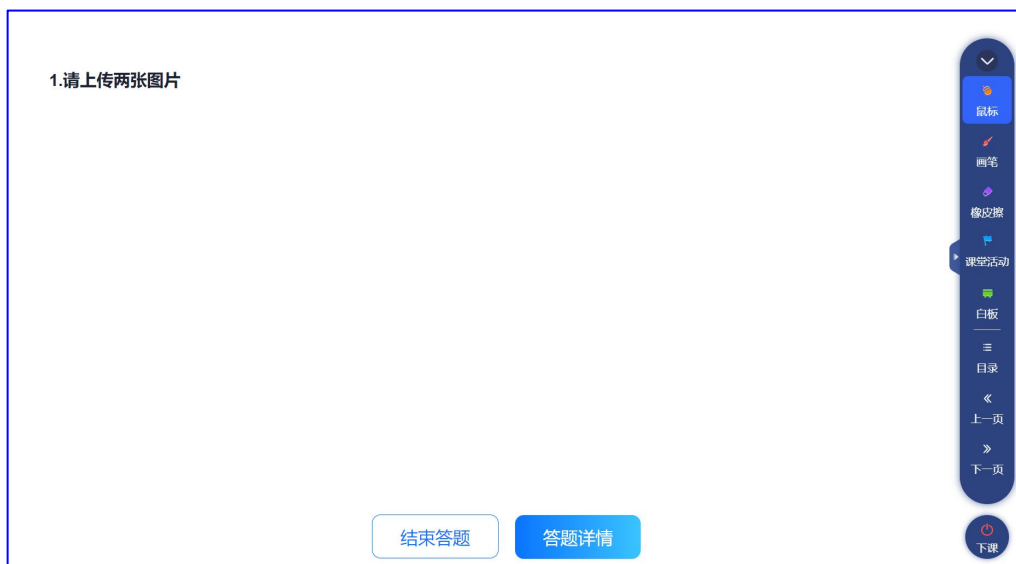 1.请上传两张图片
鼠标
画笔
橡皮擦
课堂活动
白板
目录
上一页
下一页
结束答题
答题详情
下课